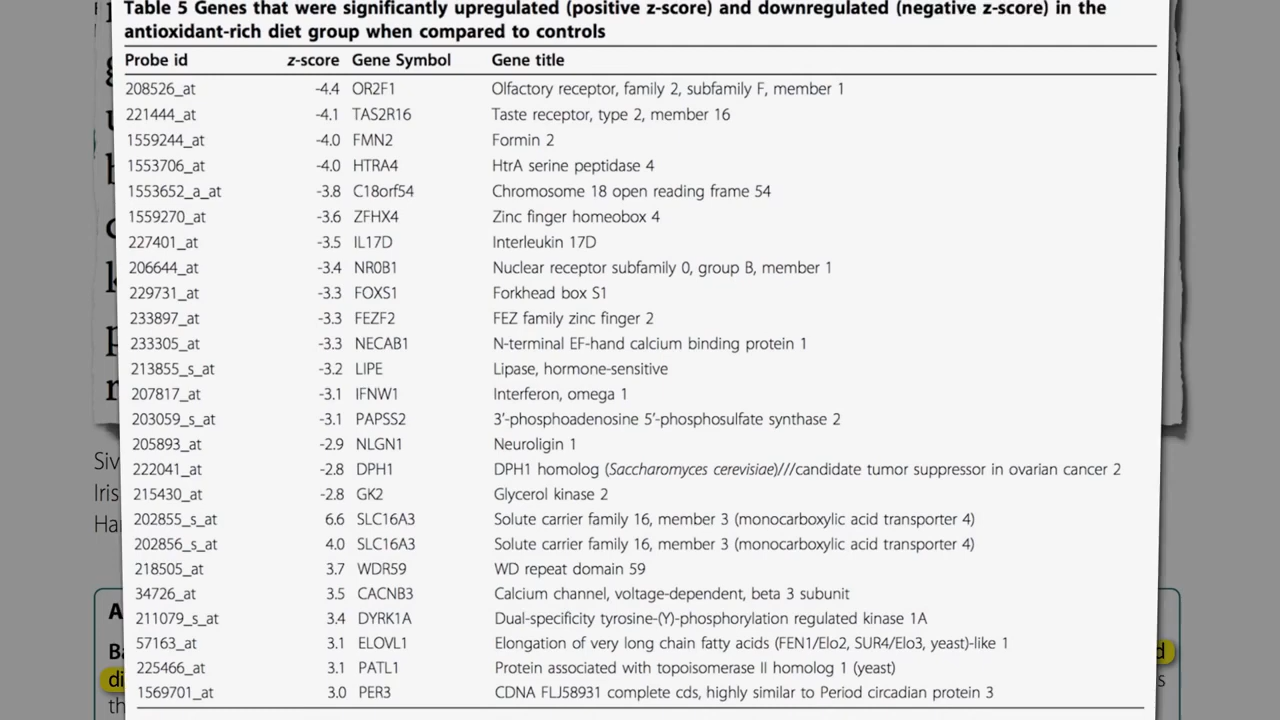 Table 5 Genes that were significantly upregulated (positive z-score) and downregulated (negative z-score) in the
antioxidant-rich diet group when compared to controls
Probe id z-score Gene Symbol Gene title
208526_at -4.4 OR2F1 Olfactory receptor, family 2, subfamily F, member 1
221444_at -4.1 TAS2R16 Taste receptor, type 2, member 16
1559244_at -4.0 FMN2 Formin 2
1553706_at -4.0 HTRA4 HtrA serine peptidase 4
1553652_a_at -3.8 C18orf54 Chromosome 18 open reading frame 54
1559270_at -3.6 ZFHX4 Zinc finger homeobox 4
227401_at -3.5 IL17D Interleukin 17D
206644_at -3.4 NR0B1 Nuclear receptor subfamily 0, group B, member 1
229731_at -3.3 FOXS1 Forkhead box S1
233897_at -3.3 FEZF2 FEZ family zinc finger 2
233305_at -3.3 NECAB1 N-terminal EF-hand calcium binding protein 1
213855_s_at -3.2 LIPE Lipase, hormone-sensitive
207817_at -3.1 IFNW1 Interferon, omega 1
203059_s_at -3.1 PAPSS2 3′-phosphoadenosine 5′-phosphosulfate synthase 2
205893_at -2.9 NLGN1 Neuroligin 1
222041_at -2.8 DPH1 DPH1 homolog (Saccharomyces cerevisiae)///candidate tumor suppressor in ovarian cancer 2
215430_at -2.8 GK2 Glycerol kinase 2
202855_s_at 6.6 SLC16A3 Solute carrier family 16, member 3 (monocarboxylic acid transporter 4)
202856_s_at 4.0 SLC16A3 Solute carrier family 16, member 3 (monocarboxylic acid transporter 4)
218505_at 3.7 WDR59 WD repeat domain 59
34726_at 3.5 CACNB3 Calcium channel, voltage-dependent, beta 3 subunit
211079_s_at 3.4 DYRK1A Dual-specificity tyrosine-(Y)-phosphorylation regulated kinase 1A
57163_at 3.1 ELOVL1 Elongation of very long chain fatty acids (FEN1/Elo2, SUR4/Elo3, yeast)-like 1
225466_at 3.1 PATL1 Protein associated with topoisomerase II homolog 1 (yeast)
1569701_at 3.0 PER3 CDNA FLJ58931 complete cds, highly similar to Period circadian protein 3